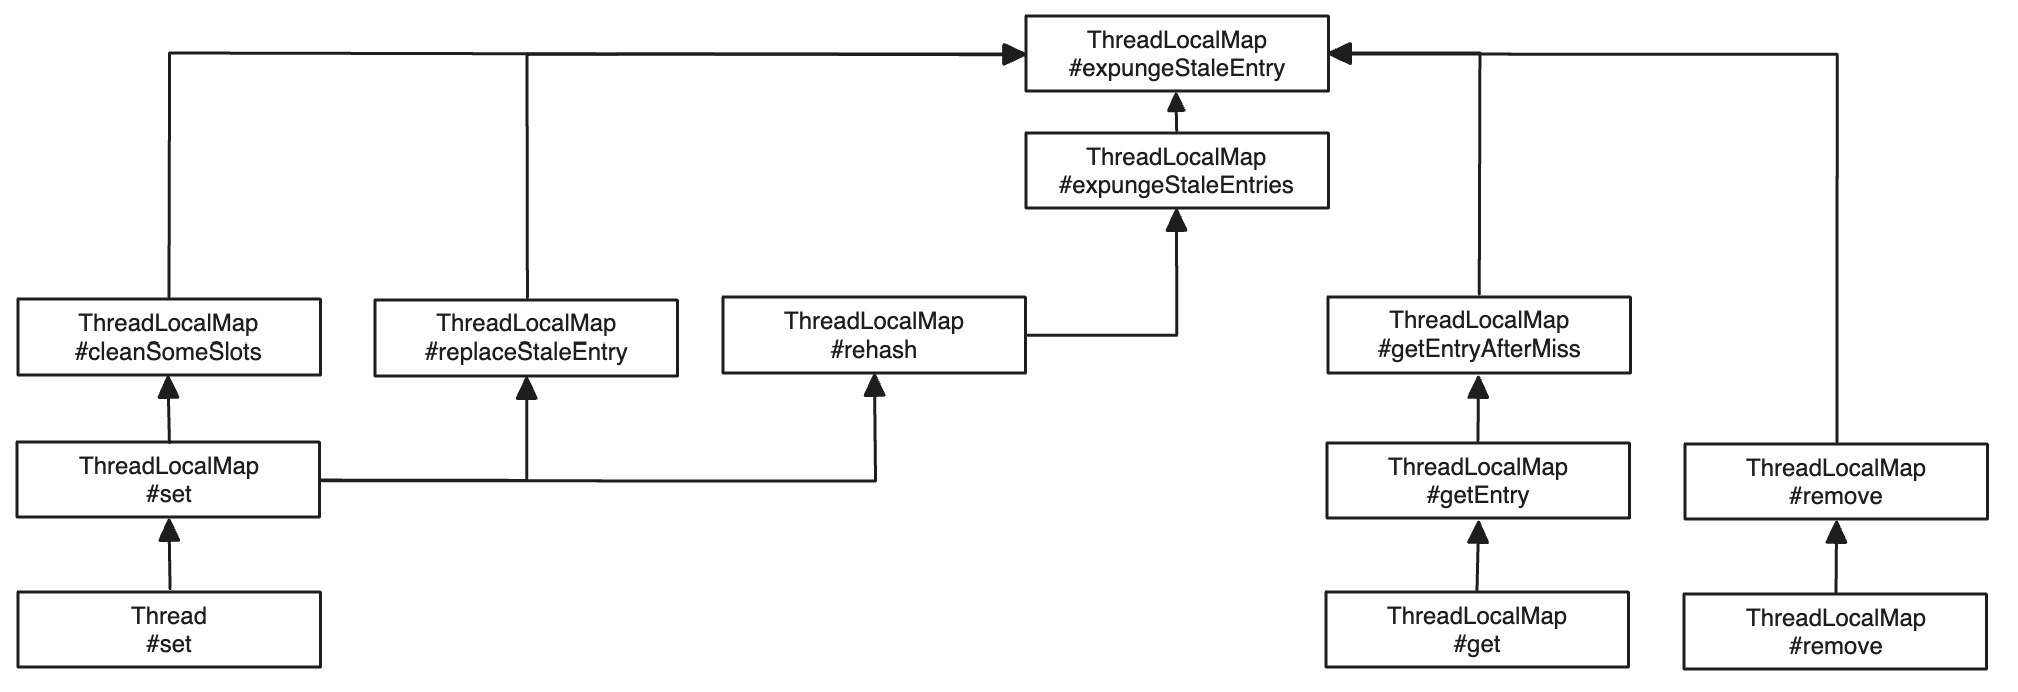 ThreadLocalMap
#expungeStaleEntry
ThreadLocalMap
#expungeStaleEntries
ThreadLocalMap
#cleanSomeSlots
ThreadLocalMap
#replaceStaleEntry
ThreadLocalMap
#rehash
ThreadLocalMap
#getEntryAfterMiss
ThreadLocalMap
#set
ThreadLocalMap
#getEntry
ThreadLocalMap
#remove
Thread
#set
ThreadLocalMap
#get
ThreadLocalMap
#remove